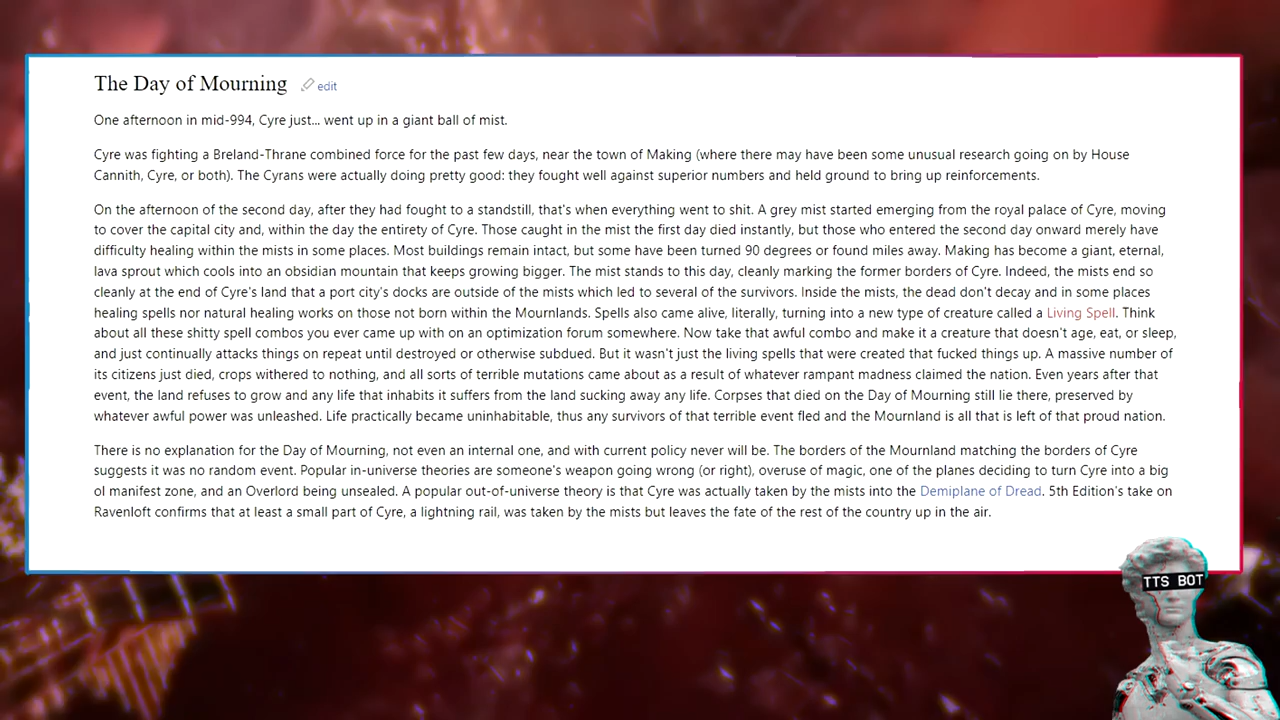 The Day of Mourning edit
One afternoon in mid-994, Cyre just... went up in a giant ball of mist.
Cyre was fighting a Breland-Thrane combined force for the past few days, near the town of Making (where there may have been some unusual research going on by House
Cannith, Cyre, or both). The Cyrans were actually doing pretty good: they fought well against superior numbers and held ground to bring up reinforcements.
On the afternoon of the second day, after they had fought to a standstill, that's when everything went to shit. A grey mist started emerging from the royal palace of Cyre, moving
to cover the capital city and, within the day the entirety of Cyre. Those caught in the mist the first day died instantly, but those who entered the second day onward merely have
difficulty healing within the mists in some places. Most buildings remain intact, but some have been turned 90 degrees or found miles away. Making has become a giant, eternal,
lava sprout which cools into an obsidian mountain that keeps growing bigger. The mist stands to this day, cleanly marking the former borders of Cyre. Indeed, the mists end so
cleanly at the end of Cyre's land that a port city's docks are outside of the mists which led to several of the survivors. Inside the mists, the dead don't decay and in some places
healing spells nor natural healing works on those not born within the Mournlands. Spells also came alive, literally, turning into a new type of creature called a Living Spell. Think
about all these shitty spell combos you ever came up with on an optimization forum somewhere. Now take that awful combo and make it a creature that doesn't age, eat, or sleep,
and just continually attacks things on repeat until destroyed or otherwise subdued. But it wasn't just the living spells that were created that fucked things up. A massive number of
its citizens just died, crops withered to nothing, and all sorts of terrible mutations came about as a result of whatever rampant madness claimed the nation. Even years after that
event, the land refuses to grow and any life that inhabits it suffers from the land sucking away any life. Corpses that died on the Day of Mourning still lie there, preserved by
whatever awful power was unleashed. Life practically became uninhabitable, thus any survivors of that terrible event fled and the Mournland is all that is left of that proud nation.
There is no explanation for the Day of Mourning, not even an internal one, and with current policy never will be. The borders of the Mournland matching the borders of Cyre
suggests it was no random event. Popular in-universe theories are someone's weapon going wrong (or right), overuse of magic, one of the planes deciding to turn Cyre into a big
ol manifest zone, and an Overlord being unsealed. A popular out-of-universe theory is that Cyre was actually taken by the mists into the Demiplane of Dread. 5th Edition's take on
Ravenloft confirms that at least a small part of Cyre, a lightning rail, was taken by the mists but leaves the fate of the rest of the country up in the air.
TTS BOT